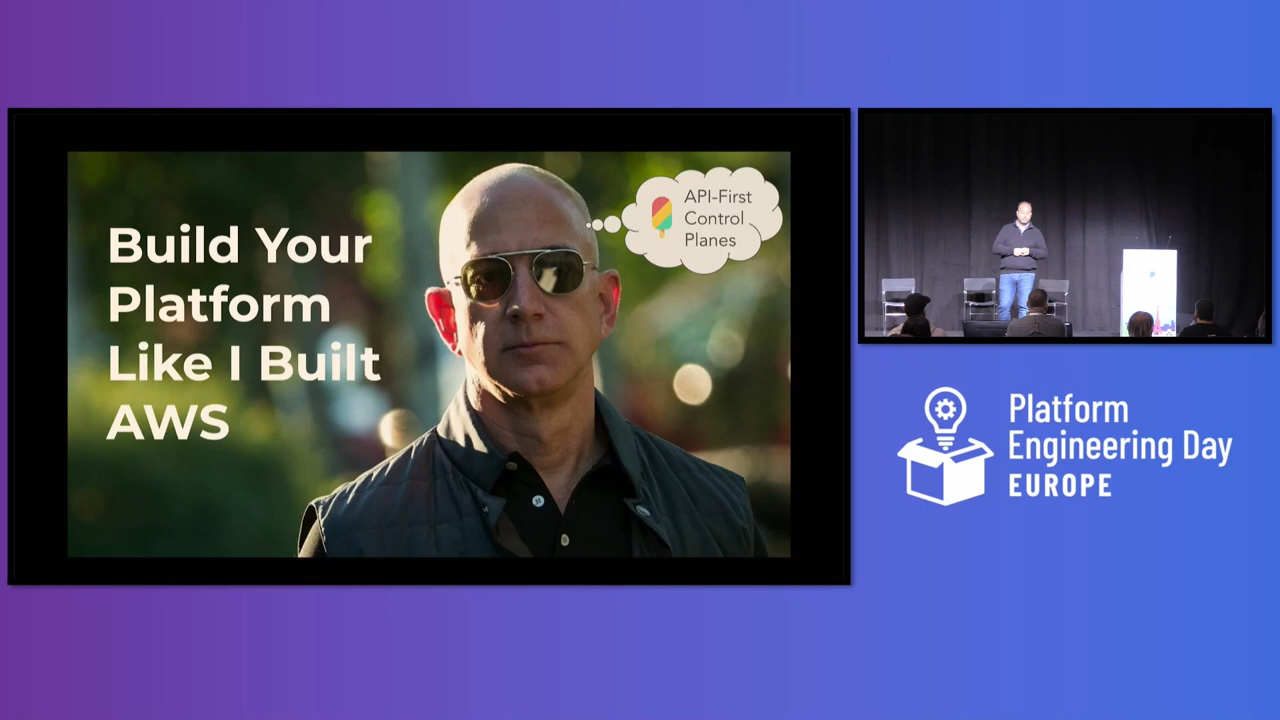 Build Your
Platform
Like I Built
AWS
API-First
Control
Planes
Platform
Engineering Day
EUROPE